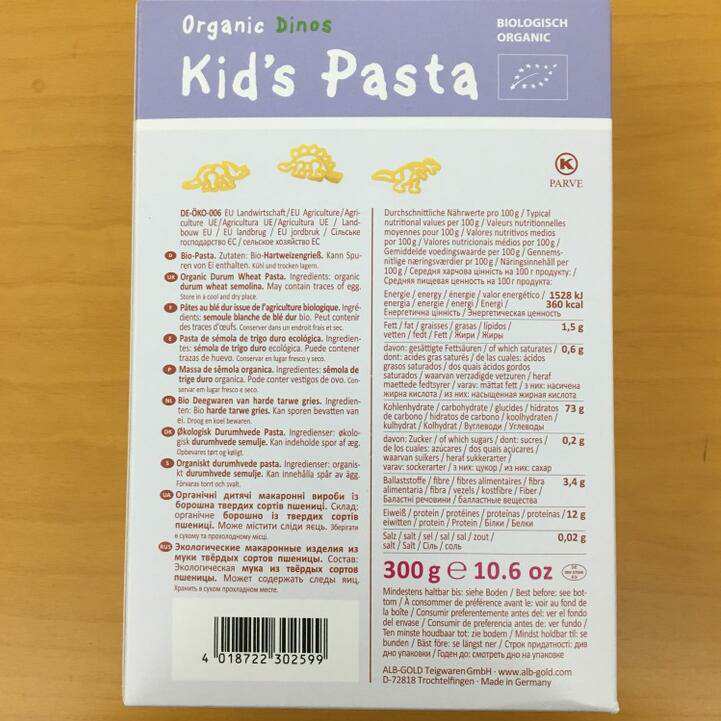 Organic Dinos
Kid's Pasta
BIOLOGISCH
ORGANIC
K
PARVE
DE-ÖKO-006 EU Landwirtschaft/EU Agriculture/Agri-
culture UE/Agricultura UE/Agricultura UE / Land-
bouw EU / EU landbrug / EU jordbruk / Сільське
господарство ЄС / сельское хозяйство ЕС
D Bio-Pasta. Zutaten: Bio-Hartweizengrieß. Kann Spu-
ren von Ei enthalten. Kühl und trocken lagern.
UK Organic Durum Wheat Pasta. Ingredients: organic
durum wheat semolina. May contain traces of egg.
Store in a cool and dry place.
F Pâtes au blé dur issue de l'agriculture biologique. Ingré-
dients: semoule blanche de blé dur bio. Peut contenir
des traces d'œufs. Conserver dans un endroit frais et sec.
E Pasta de sémola de trigo duro ecológica. Ingredien-
tes: sémola de trigo duro ecológica. Puede contener
trazas de huevo. Conservar en lugar fresco y seco.
P Massa de sêmola organica. Ingredientes: sêmola de
trigo duro organica. Pode conter vestigos de ovo. Con-
servar em lugar fresco e seco.
NL Bio Deegwaren van harde tarwe gries. Ingredien-
ten: Bio harde tarwe gries. Kan sporen bevatten van
ei. Droog en koel bewaren.
DK Økologisk Durumhvede Pasta. Ingredienser: økolo-
gisk durumhvede semulje. Kan indeholde spor af æg.
Opbevares tørt og køligt.
S Organiskt durumhvede pasta. Ingredienser: organis-
kt durumhvede semulje. Kan innehålla spår av ägg.
Förvaras torrt och svalt.
UA Органічні дитячі макаронні вироби із
борошна твердих сортів пшениці. Склад:
органічне борошно із твердих сортів
пшениці. Може містити сліди яєць. Зберігати
в сухому та прохолодному місці.
RUS Экологические макаронные изделия из
муки твёрдых сортов пшеницы. Состав:
Экологическая мука из твёрдых сортов
пшеницы. Может содержать следы яиц.
Хранить в сухом прохладном месте.
4 018722 302599
Durchschnittliche Nährwerte pro 100 g / Typical
nutritional values per 100 g / Valeurs nutritionnelles
moyennes pour 100 g / Valores nutritivos medios
por 100 g / Valores nutricionais médios por 100 g /
Gemiddelde voedingswaarde per 100 g / Gennems-
nitlige næringsværdier pr 100 g / Näringsinnehåll per
100 g / Середня харчова цінність на 100 г продукту: /
Средняя пищевая ценность на 100 г продукта:
Energie / energy / énergie / valor energético / 1528 kJ
energia / energie / energi / Energi / 360 kcal
Енергетична цінність / Энергетическая ценность
Fett / fat / graisses / grasas / lípidos / 1,5 g
vetten / fedt / Fett / Жири / Жиры
davon: gesättigte Fettsäuren / of which saturates / 0,6 g
dont: acides gras saturés / de las cuales: ácidos
grasos saturados / dos quais ácidos gordos
saturados / waarvan verzadigde vetzuren / heraf
maettede fedtsyrer / varav: mättat fett / з них: насичена
жирна кислота / из них: насыщенная жирная кислота
Kohlenhydrate / carbohydrate / glucides / hidratos 73 g
de carbono / hidratos de carbono / koolhydraten /
kulhydrat / Kolhydrat / Вуглеводи / Углеводы
davon: Zucker / of which sugars / dont: sucres / 0,2 g
de los cuales: azúcares / dos quais açúcares /
waarvan suikers / heraf sukkerarter /
varav: sockerarter / з них: цукор / из них: сахар
Ballaststoffe / fibre / fibres alimentaires / fibra 3,4 g
alimentaria / fibra / vezels / kostfibre / Fiber /
Баластні речовини / балластные вещества
Eiweiß / protein / protéines / proteínas / proteínas / 12 g
eiwitten / protein / Protein / Білки / Белки
Salz / salt / sel / sal / sal / zout / 0,02 g
salt / Salt / Сіль / соль
300 g e 10.6 oz
Mindestens haltbar bis: siehe Boden / Best before: see bot-
tom / À consommer de préférence avant le: voir au fond de
la boîte / Consumir preferentemente antes del: ver el fondo
del envase / Consumir de preferencia antes de: ver fundo /
Ten minste houdbaar tot: zie bodem / Mindst holdbar til: se
bunden / Bäst före: se längst ner / Строк придатності: див
дно упаковки / Годен до: смотреть дно на упаковке
ALB-GOLD Teigwaren GmbH · www.alb-gold.com
D-72818 Trochtelfingen · Made in Germany